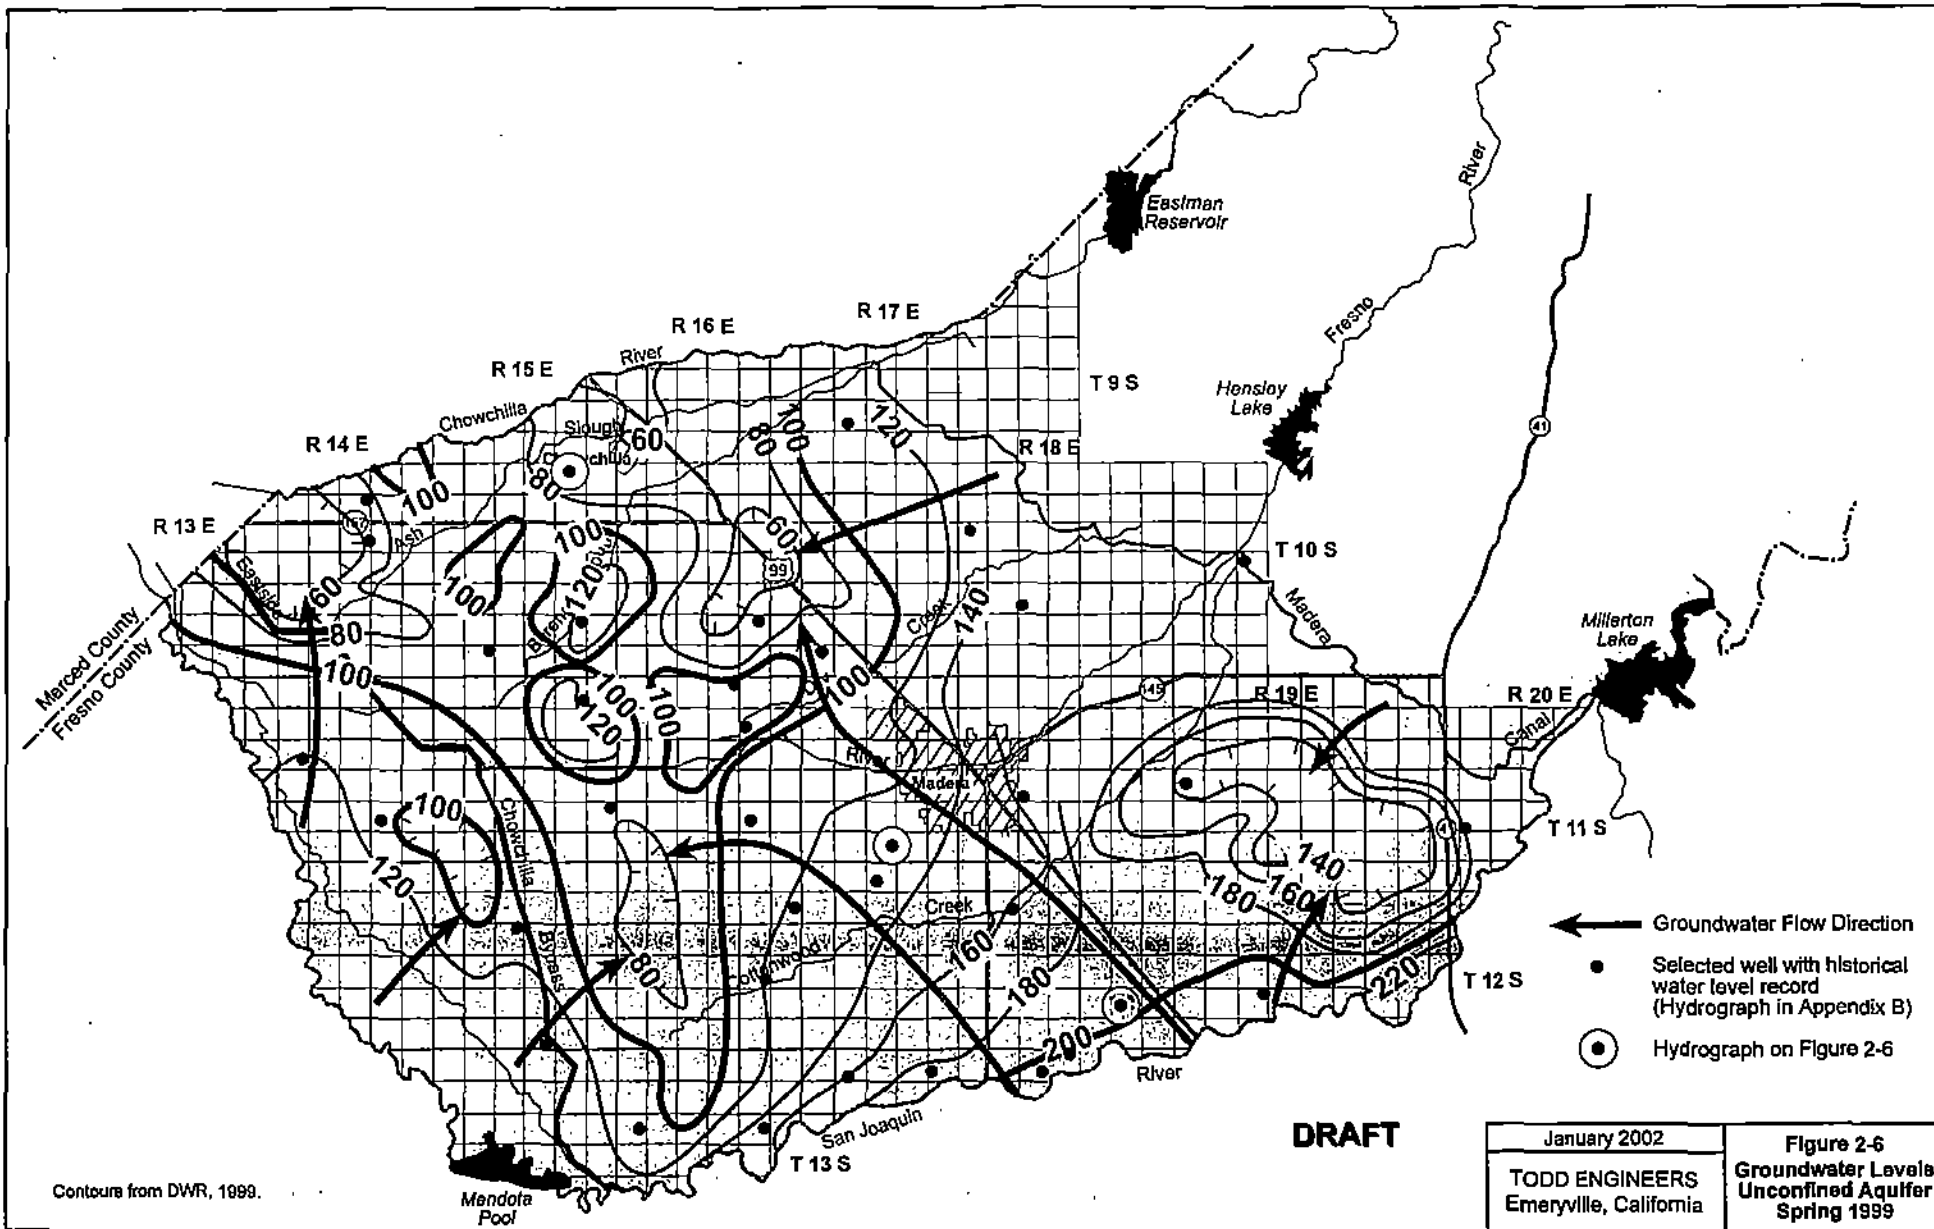 Eastman
Reservoir
River
Fresno
Hensley
Lake
41
R 17 E
R 16 E
River
R 15 E
T 9 S
Chowchilla
Slough
60
80
100
120
R 14 E
R 18 E
80
100
R 13 E
Ash
100
60
99
T 10 S
Eastside
60
100
120
140
Creek
Madera
Millerton
Lake
80
Merced County
Fresno County
100
100
100
100
120
145
R 19 E
R 20 E
Canal
River
Madera
100
Chowchilla
Bypass
120
41
T 11 S
140
160
180
Creek
Cottonwood
80
160
180
220
T 12 S
200
River
San Joaquin
T 13 S
Mendota
Pool
Groundwater Flow Direction
Selected well with historical
water level record
(Hydrograph in Appendix B)
Hydrograph on Figure 2-6
DRAFT
Contours from DWR, 1999.
January 2002
TODD ENGINEERS
Emeryville, California
Figure 2-6
Groundwater Levels
Unconfined Aquifer
Spring 1999